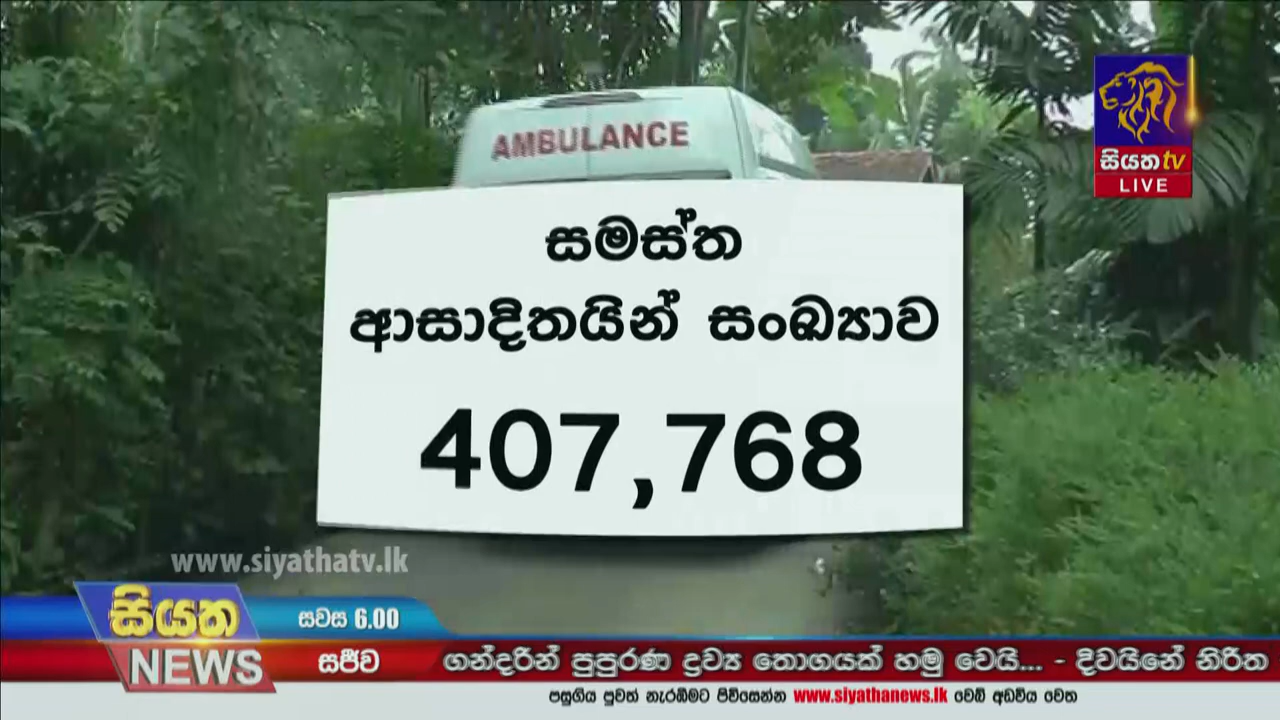 AMBULANCE
සියත tv
LIVE
සමස්ත
ආසාදිතයින් සංඛ්‍යාව
407,768
www.siyathatv.lk
සියත
NEWS
සවස 6.00
සජීව
ගන්දරින් පුපුරණ ද්‍රව්‍ය තොගයක් හමු වෙයි... - දිවයිනේ නිරිත
පසුගිය පුවත් නැරඹීමට පිවිසෙන්න www.siyathanews.lk වෙබ් අඩවිය වෙත